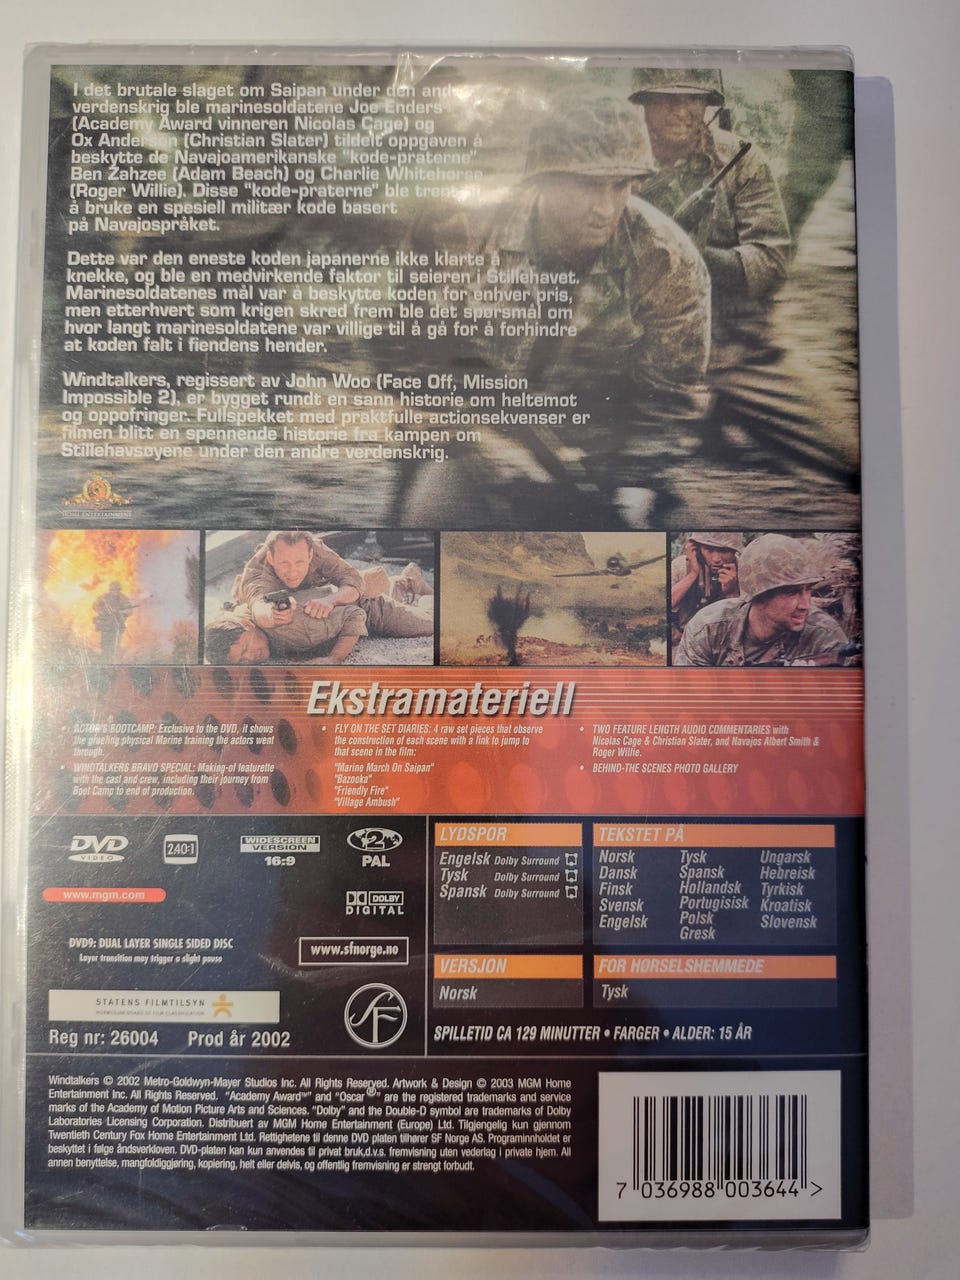 I det brutale slaget om Saipan under den andre
verdenskrig ble marinesoldatene Joe Enders
(Academy Award vinneren Nicolas Cage) og
Ox Anderson (Christian Slater) tildelt oppgaven å
beskytte de Navajoamerikanske "kode-praterne"
Ben Zahzee (Adam Beach) og Charlie Whitehorse
(Roger Willie). Disse "kode-praterne" ble trent til
å bruke en spesiell militær kode basert
på Navajospråket.
Dette var den eneste koden japanerne ikke klarte å
knekke, og ble en medvirkende faktor til seieren i Stillehavet.
Marinesoldatenes mål var å beskytte koden for enhver pris,
men etterhvert som krigen skred frem ble det spørsmål om
hvor langt marinesoldatene var villige til å gå for å forhindre
at koden falt i fiendens hender.
Windtalkers, regissert av John Woo (Face Off, Mission
Impossible 2), er bygget rundt en sann historie om heltemot
og oppofringer. Fullspekket med praktfulle actionsekvenser er
filmen blitt en spennende historie fra kampen om
Stillehavsøyene under den andre verdenskrig.
HOME ENTERTAINMENT
Ekstramateriell
• ACTOR'S BOOTCAMP: Exclusive to the DVD, it shows
the grueling physical Marine training the actors went
through.
• WINDTALKERS BRAVO SPECIAL: Making-of featurette
with the cast and crew, including their journey from
Boot Camp to end of production.
• FLY ON THE SET DIARIES: 4 raw set pieces that observe
the construction of each scene with a link to jump to
that scene in the film:
"Marine March On Saipan"
"Bazooka"
"Friendly Fire"
"Village Ambush"
• TWO FEATURE LENGTH AUDIO COMMENTARIES with
Nicolas Cage & Christian Slater, and Navajos Albert Smith &
Roger Willie.
• BEHIND-THE SCENES PHOTO GALLERY
DVD
VIDEO
2.40:1
WIDESCREEN
VERSION
16:9
2
PAL
www.mgm.com
DOLBY
DIGITAL
DVD9: DUAL LAYER SINGLE SIDED DISC
Layer transition may trigger a slight pause
www.sfnorge.no
STATENS FILMTILSYN
NORWEGIAN BOARD OF FILM CLASSIFICATION
Reg nr: 26004 Prod år 2002
SF
LYDSPOR
Engelsk Dolby Surround
Tysk Dolby Surround
Spansk Dolby Surround
TEKSTET PÅ
Norsk
Dansk
Finsk
Svensk
Engelsk
Tysk
Spansk
Hollandsk
Portugisisk
Polsk
Gresk
Ungarsk
Hebreisk
Tyrkisk
Kroatisk
Slovensk
VERSJON
Norsk
FOR HØRSELSHEMMEDE
Tysk
SPILLETID CA 129 MINUTTER • FARGER • ALDER: 15 ÅR
Windtalkers © 2002 Metro-Goldwyn-Mayer Studios Inc. All Rights Reserved. Artwork & Design © 2003 MGM Home
Entertainment Inc. All Rights Reserved. "Academy Award™" and "Oscar®" are the registered trademarks and service
marks of the Academy of Motion Picture Arts and Sciences. "Dolby" and the Double-D symbol are trademarks of Dolby
Laboratories Licensing Corporation. Distribuert av MGM Home Entertainment (Europe) Ltd. Tilgjengelig kun gjennom
Twentieth Century Fox Home Entertainment Ltd. Rettighetene til denne DVD platen tilhører SF Norge AS. Programinnholdet er
beskyttet i følge åndsverkloven. DVD-platen kan kun anvendes til privat bruk,d.v.s. fremvisning uten vederlag i private hjem. All
annen benyttelse, mangfoldiggjøring, kopiering, helt eller delvis, og offentlig fremvisning er strengt forbudt.
7 036988 003644 >